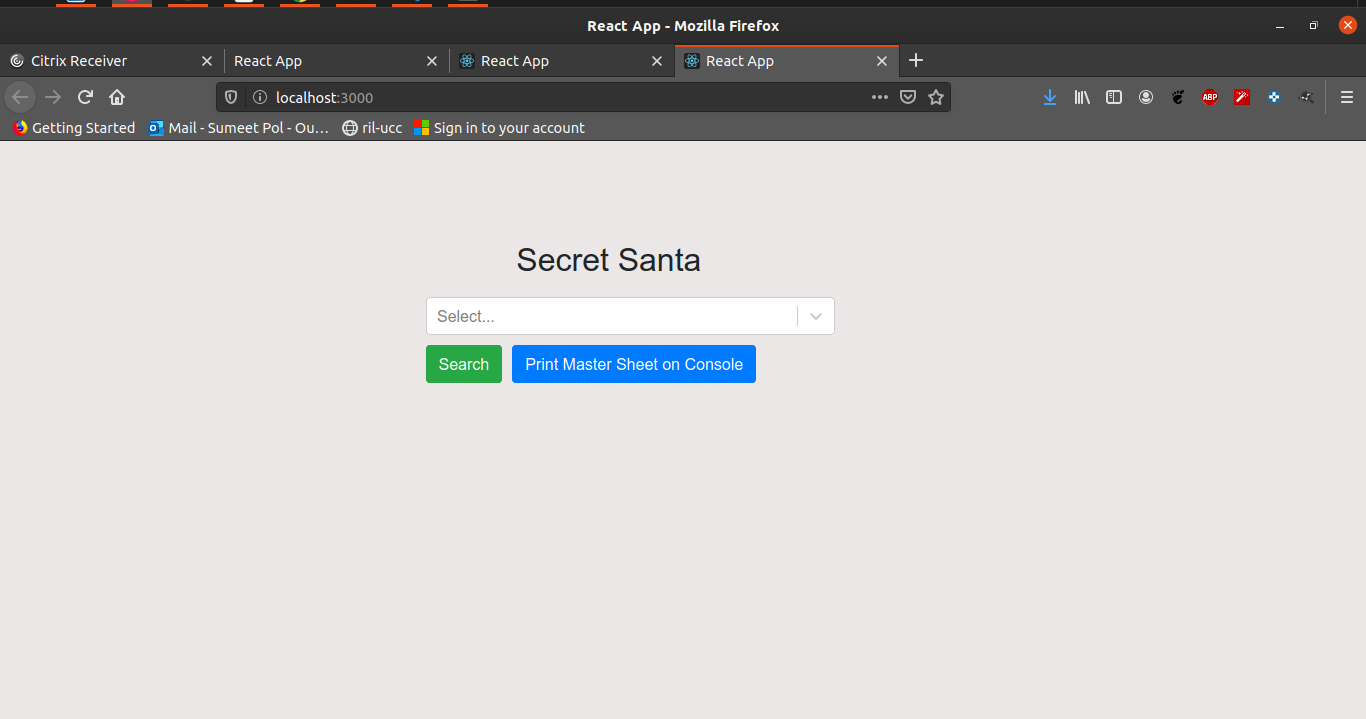 React App - Mozilla Firefox
Citrix Receiver React App React App React App
localhost:3000 ABP
Getting Started Mail - Sumeet Pol - Ou... ril-ucc Sign in to your account
Secret Santa
Select...
Search Print Master Sheet on Console